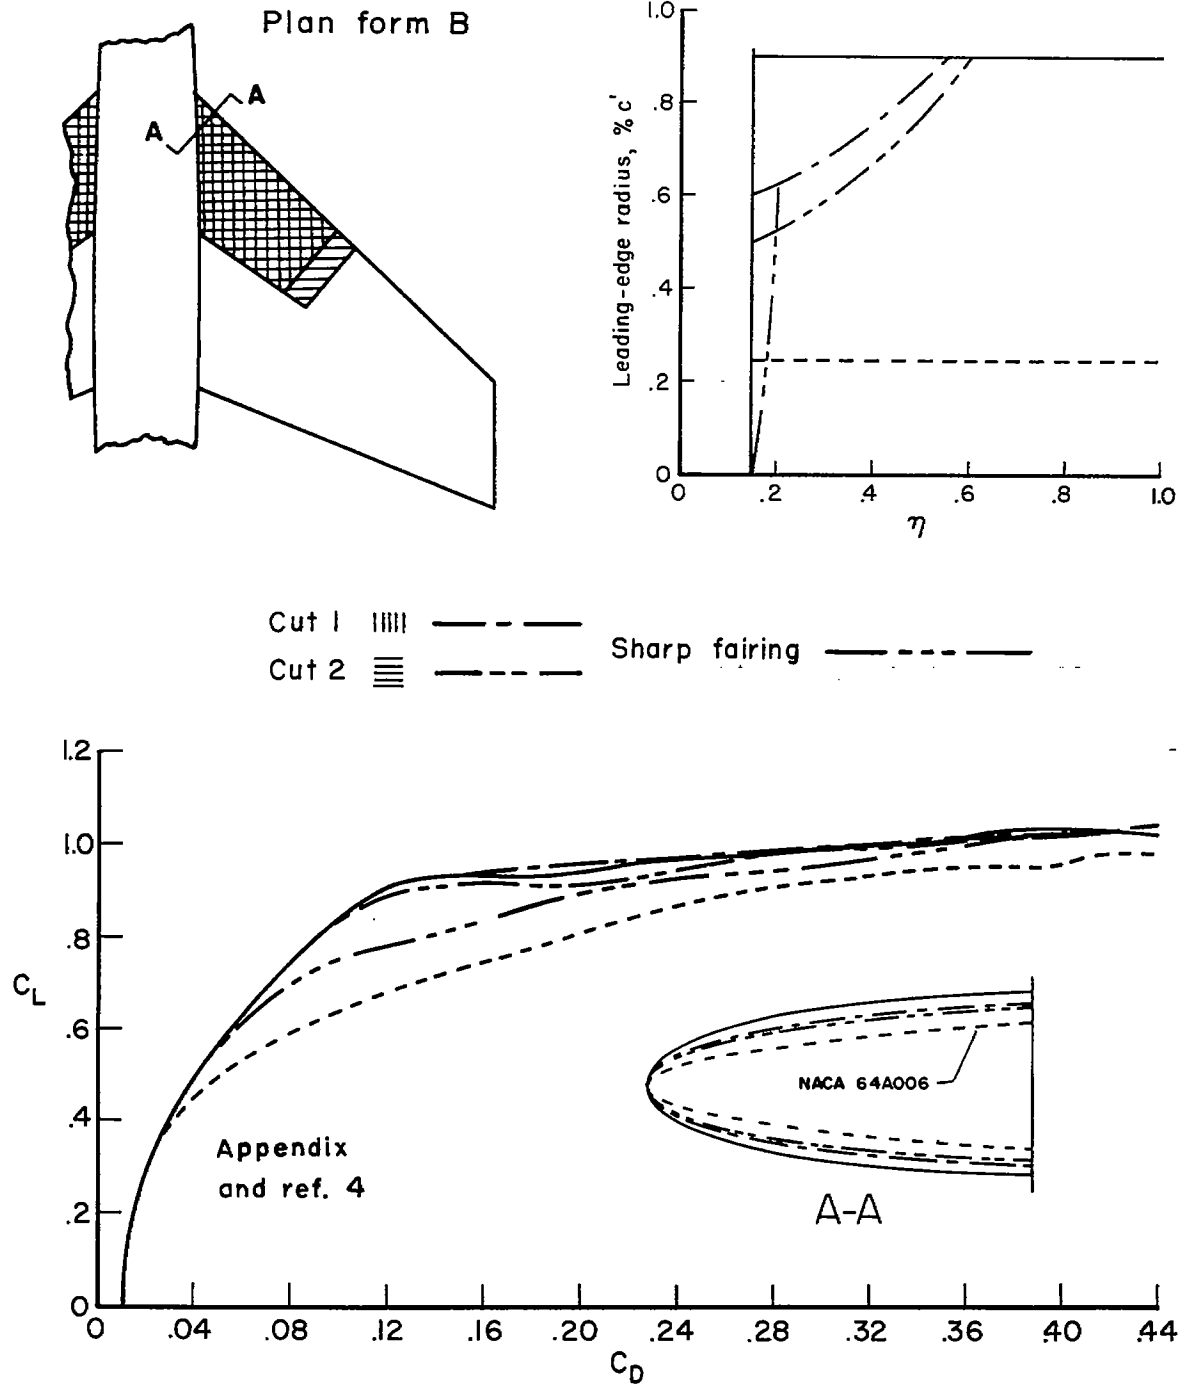 Plan form B
A
A
Leading-edge radius, % c'
1.0
.8
.6
.4
.2
0
0
.2
.4
.6
.8
1.0
η
Cut 1
Cut 2
Sharp fairing
1.2
1.0
.8
.6
.4
.2
0
C_L
Appendix
and ref. 4
NACA 64A006
A-A
0
.04
.08
.12
.16
.20
.24
.28
.32
.36
.40
.44
C_D